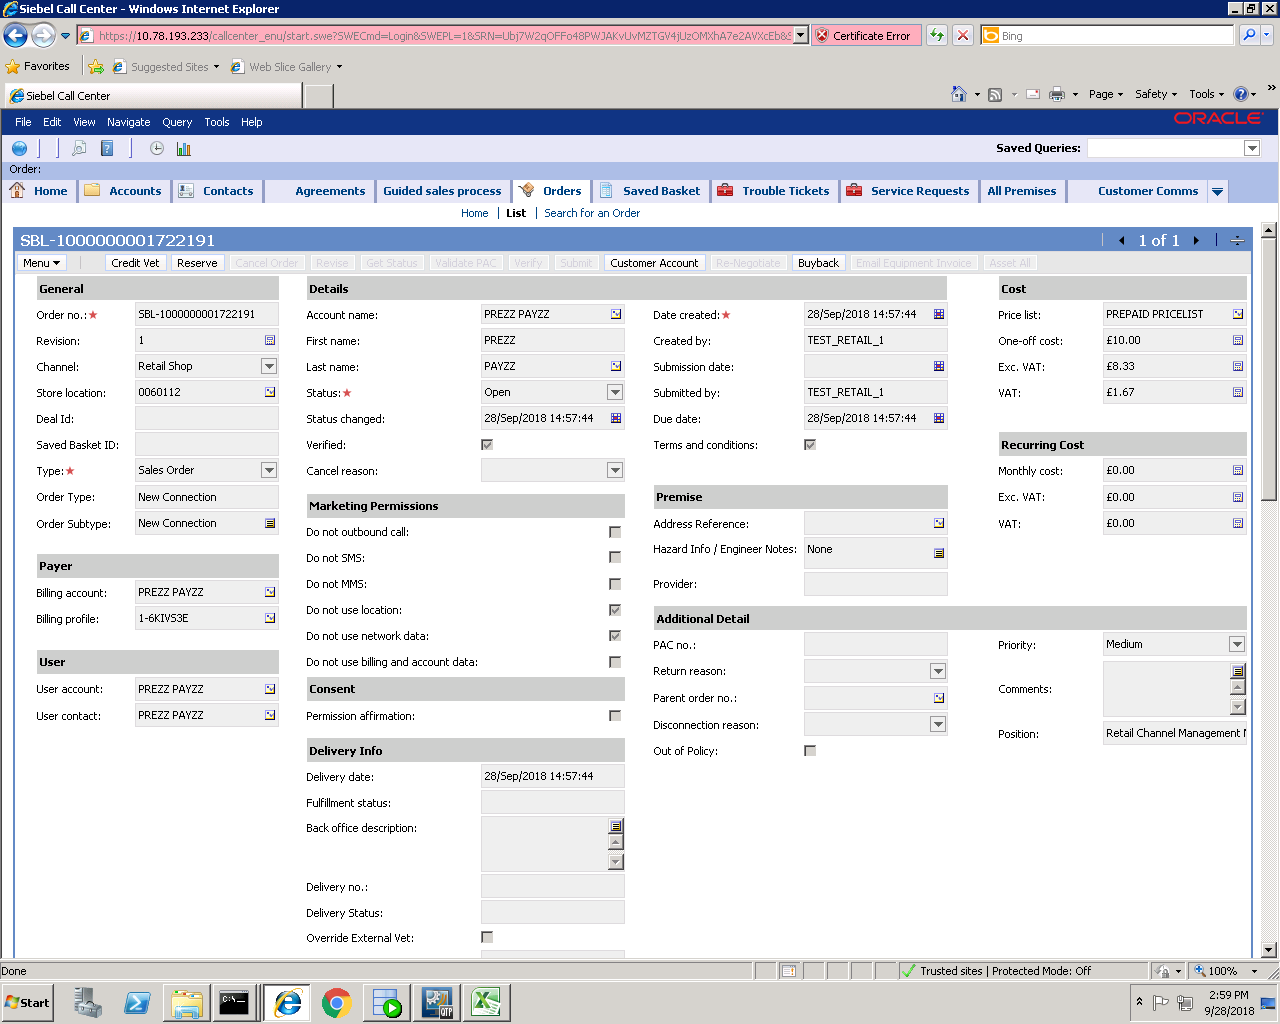 Siebel Call Center - Windows Internet Explorer
https://10.78.193.233/callcenter_enu/start.swe?SWECmd=Login&SWEPL=1&SRN=
Certificate Error
Bing
Favorites
Suggested Sites
Web Slice Gallery
Siebel Call Center
Page
Safety
Tools
File Edit View Navigate Query Tools Help
ORACLE
Saved Queries:
Order:
Home Accounts Contacts Agreements Guided sales process Orders Saved Basket Trouble Tickets Service Requests All Premises Customer Comms
Home | List | Search for an Order
SBL-1000000001722191
1 of 1
Menu Credit Vet Reserve Cancel Order Revise Get Status Validate PAC Verify Submit Customer Account Re-Negotiate Buyback Email Equipment Invoice Asset All
General
Order no.:★ SBL-1000000001722191
Revision: 1
Channel: Retail Shop
Store location: 0060112
Deal Id:
Saved Basket ID:
Type:★ Sales Order
Order Type: New Connection
Order Subtype: New Connection
Payer
Billing account: PREZZ PAYZZ
Billing profile: 1-6KIVS3E
User
User account: PREZZ PAYZZ
User contact: PREZZ PAYZZ
Details
Account name: PREZZ PAYZZ
First name: PREZZ
Last name: PAYZZ
Status:★ Open
Status changed: 28/Sep/2018 14:57:44
Verified:
Cancel reason:
Marketing Permissions
Do not outbound call:
Do not SMS:
Do not MMS:
Do not use location:
Do not use network data:
Do not use billing and account data:
Consent
Permission affirmation:
Delivery Info
Delivery date: 28/Sep/2018 14:57:44
Fulfillment status:
Back office description:
Delivery no.:
Delivery Status:
Override External Vet:
Date created:★ 28/Sep/2018 14:57:44
Created by: TEST_RETAIL_1
Submission date:
Submitted by: TEST_RETAIL_1
Due date: 28/Sep/2018 14:57:44
Terms and conditions:
Premise
Address Reference:
Hazard Info / Engineer Notes: None
Provider:
Additional Detail
PAC no.:
Return reason:
Parent order no.:
Disconnection reason:
Out of Policy:
Cost
Price list: PREPAID PRICELIST
One-off cost: £10.00
Exc. VAT: £8.33
VAT: £1.67
Recurring Cost
Monthly cost: £0.00
Exc. VAT: £0.00
VAT: £0.00
Priority: Medium
Comments:
Position: Retail Channel Management
Done
Trusted sites | Protected Mode: Off
100%
Start
C:\
QTP
2:59 PM
9/28/2018